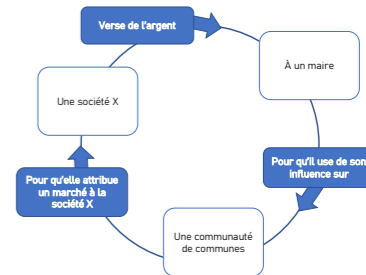 Verse de l'argent
À un maire
Pour qu'il use de son
influence sur
Une communauté
de communes
Pour qu'elle attribue
un marché à la
société X
Une société X